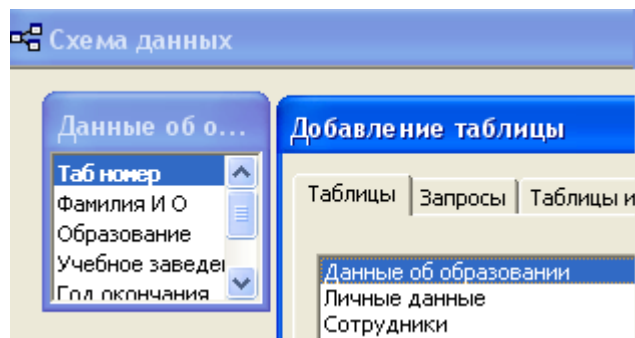 Схема данных
Данные об о...
Таб номер
Фамилия И О
Образование
Учебное заведе
Год окончания
Добавление таблицы
Таблицы
Запросы
Таблицы и
Данные об образовании
Личные данные
Сотрудники